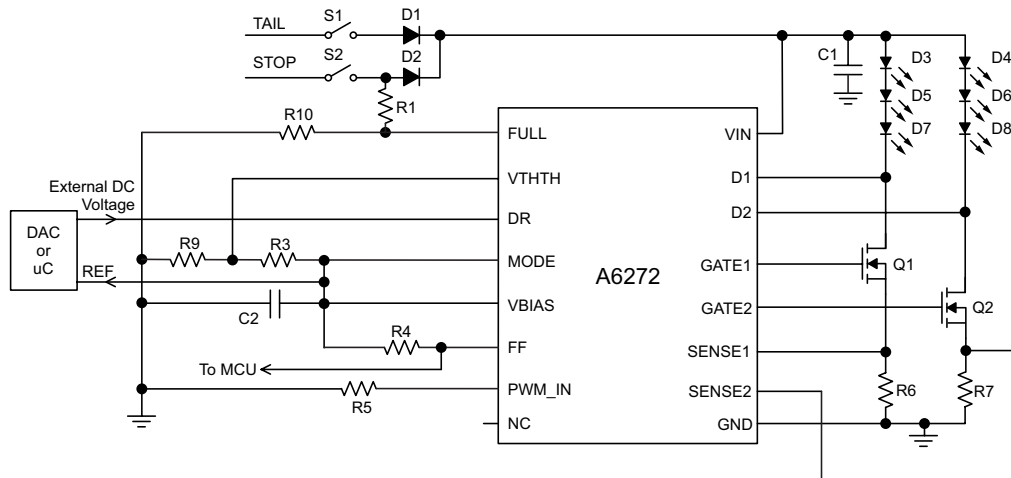 TAIL
S1
D1
STOP
S2
D2
R1
R10
C1
D3
D4
D5
D6
D7
D8
FULL
VIN
External DC
Voltage
VTHTH
D1
DAC
or
uC
DR
D2
R9
R3
MODE
A6272
GATE1
Q1
REF
C2
VBIAS
GATE2
Q2
R4
FF
SENSE1
To MCU
R5
PWM_IN
SENSE2
R6
R7
NC
GND